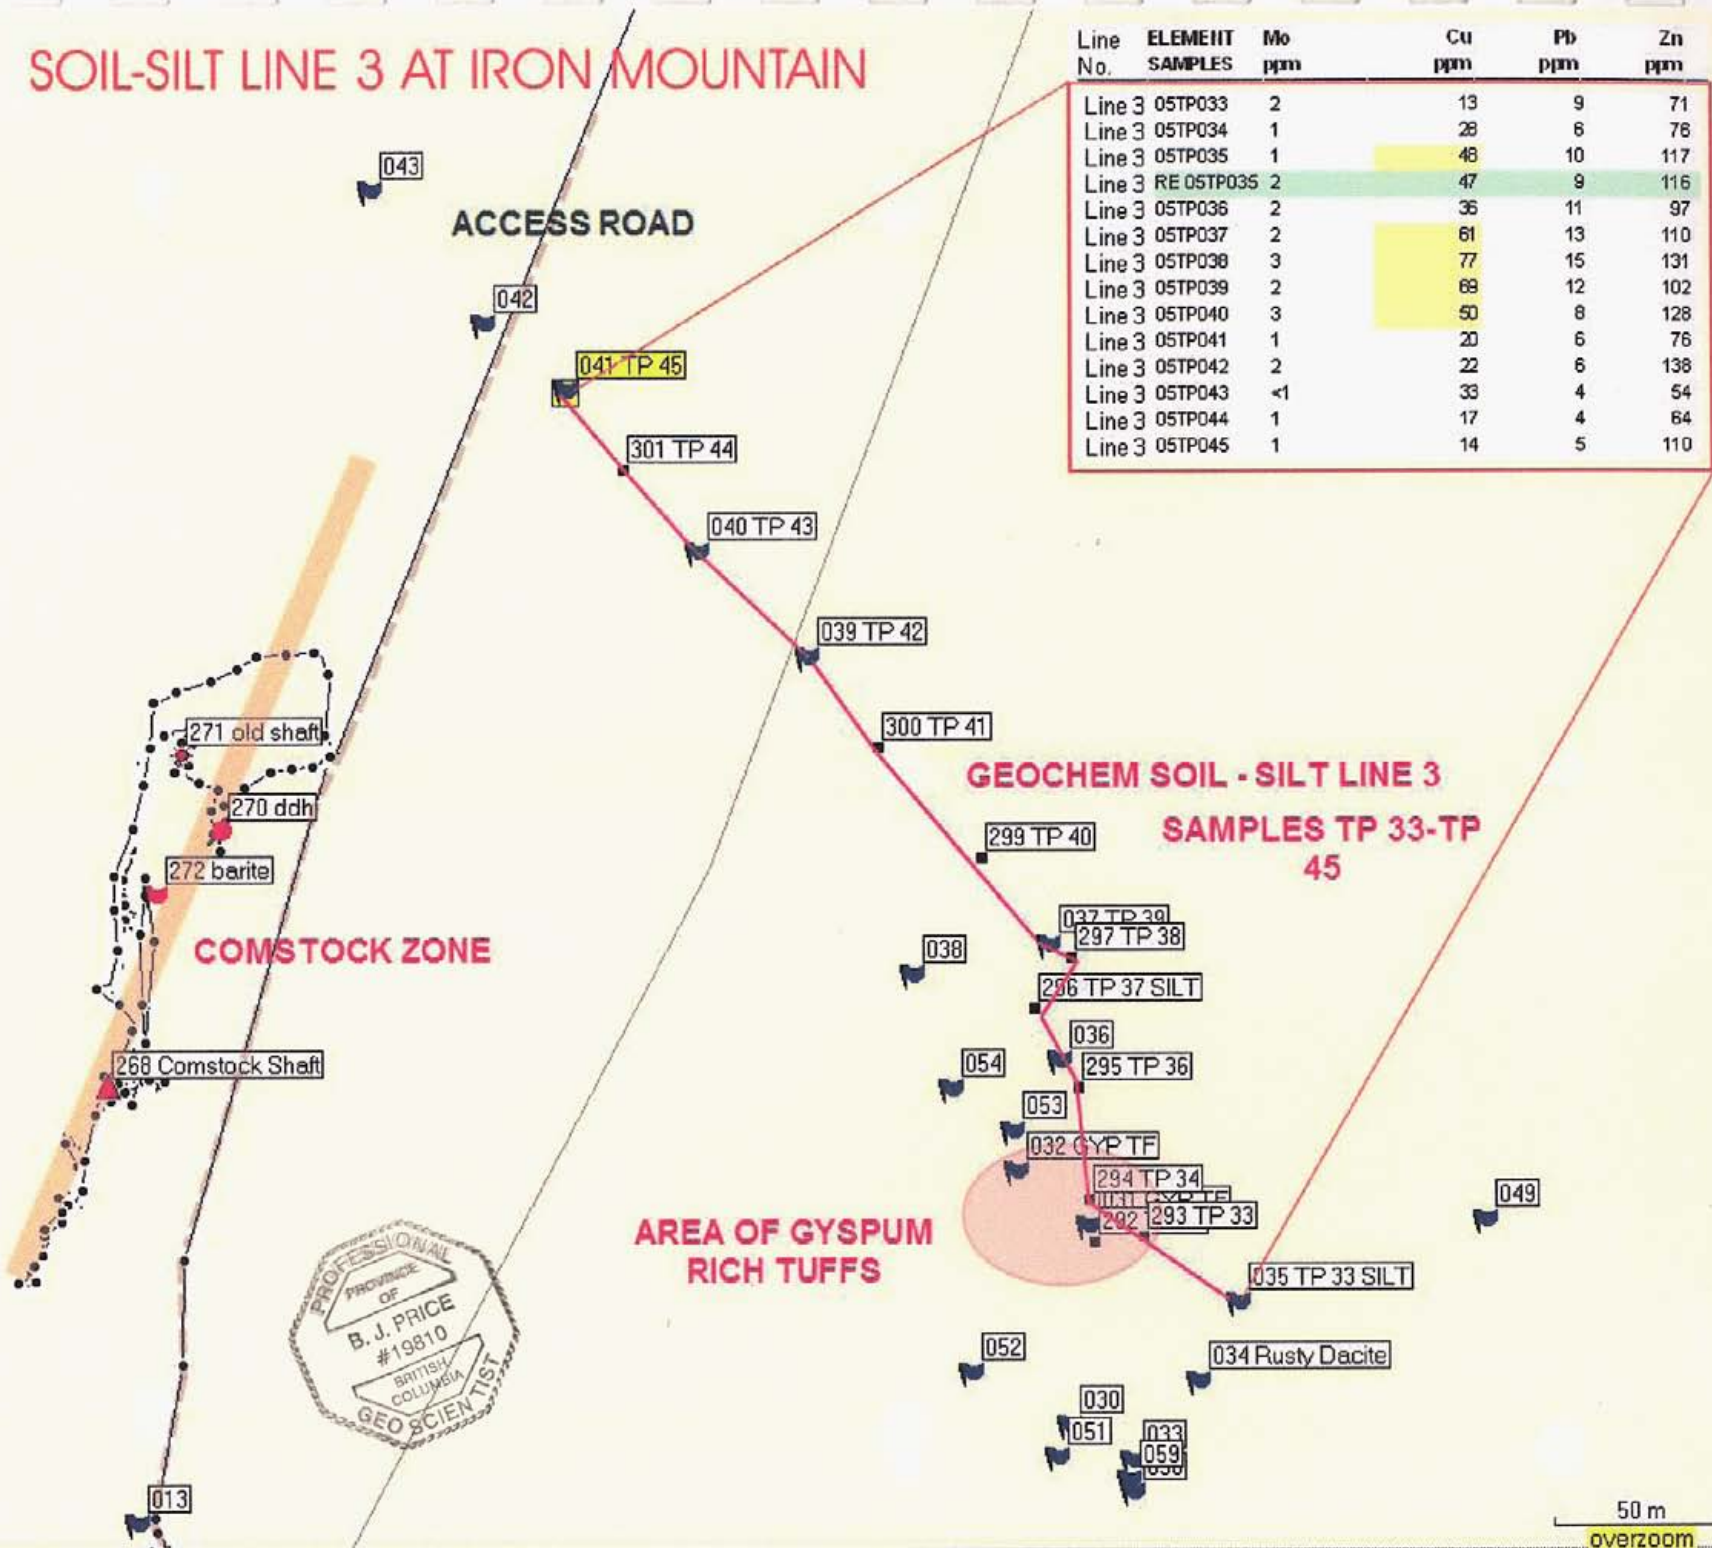 SOIL-SILT LINE 3 AT IRON MOUNTAIN
Line No. ELEMENT SAMPLES Mo ppm Cu ppm Pb ppm Zn ppm
Line 3 05TP033 2 13 9 71
Line 3 05TP034 1 28 6 76
Line 3 05TP035 1 48 10 117
Line 3 RE 05TP035 2 47 9 116
Line 3 05TP036 2 36 11 97
Line 3 05TP037 2 61 13 110
Line 3 05TP038 3 77 15 131
Line 3 05TP039 2 69 12 102
Line 3 05TP040 3 50 8 128
Line 3 05TP041 1 20 6 76
Line 3 05TP042 2 22 6 138
Line 3 05TP043 <1 33 4 54
Line 3 05TP044 1 17 4 64
Line 3 05TP045 1 14 5 110
043
ACCESS ROAD
042
041 TP 45
301 TP 44
040 TP 43
039 TP 42
300 TP 41
271 old shaft
GEOCHEM SOIL - SILT LINE 3
SAMPLES TP 33-TP
45
270 ddh
299 TP 40
272 barite
037 TP 39
297 TP 38
COMSTOCK ZONE
038
296 TP 37 SILT
036
268 Comstock Shaft
054
295 TP 36
053
032 GYP TF
294 TP 34
031 GYP TF
292
293 TP 33
049
AREA OF GYSPUM
RICH TUFFS
035 TP 33 SILT
PROFESSIONAL
PROVINCE
OF
B. J. PRICE
#19810
BRITISH
COLUMBIA
GEOSCIENTIST
052
034 Rusty Dacite
030
051
033
059
013
50 m
overzoom